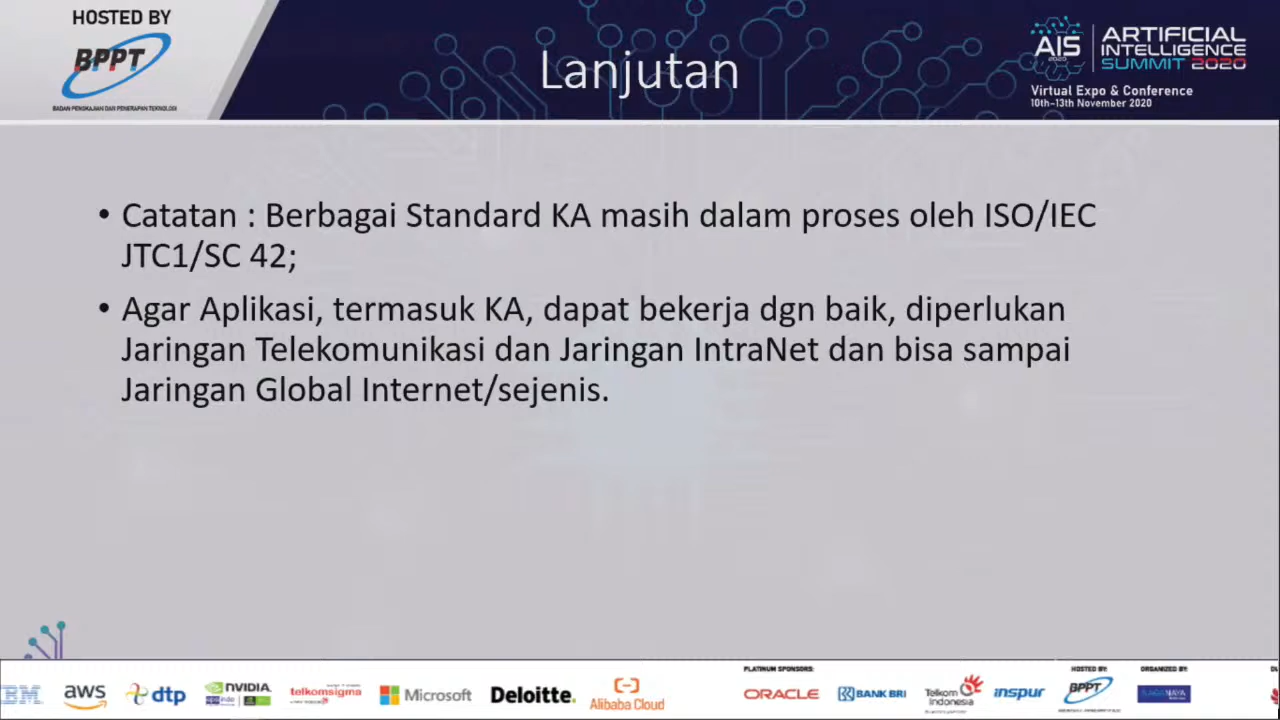 HOSTED BY
BPPT
BADAN PENGKAJIAN DAN PENERAPAN TEKNOLOGI
Lanjutan
AIS
2020
ARTIFICIAL
INTELLIGENCE
SUMMIT 2020
Virtual Expo & Conference
10th-13th November 2020
• Catatan : Berbagai Standard KA masih dalam proses oleh ISO/IEC
JTC1/SC 42;
• Agar Aplikasi, termasuk KA, dapat bekerja dgn baik, diperlukan
Jaringan Telekomunikasi dan Jaringan IntraNet dan bisa sampai
Jaringan Global Internet/sejenis.
IBM
aws
dtp
NVIDIA
telkomsigma
Microsoft
Deloitte.
Alibaba Cloud
PLATINUM SPONSORS:
ORACLE
BANK BRI
Telkom
Indonesia
inspur
HOSTED BY:
BPPT
ORGANIZED BY: